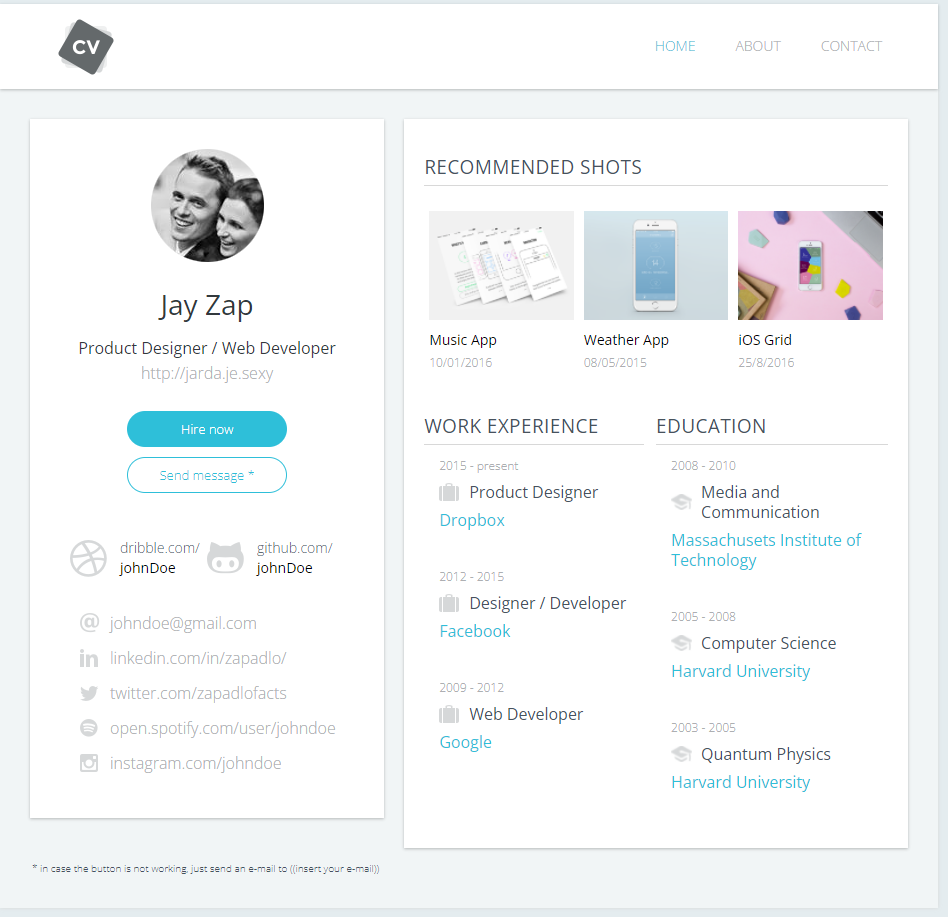 CV
HOME
ABOUT
CONTACT
Jay Zap
Product Designer / Web Developer
http://jarda.je.sexy
Hire now
Send message *
dribble.com/
johnDoe
github.com/
johnDoe
johndoe@gmail.com
linkedin.com/in/zapadlo/
twitter.com/zapadlofacts
open.spotify.com/user/johndoe
instagram.com/johndoe
RECOMMENDED SHOTS
Music App
10/01/2016
Weather App
08/05/2015
iOS Grid
25/8/2016
WORK EXPERIENCE
2015 - present
Product Designer
Dropbox
2012 - 2015
Designer / Developer
Facebook
2009 - 2012
Web Developer
Google
EDUCATION
2008 - 2010
Media and
Communication
Massachusets Institute of
Technology
2005 - 2008
Computer Science
Harvard University
2003 - 2005
Quantum Physics
Harvard University
* in case the button is not working, just send an e-mail to ((insert your e-mail))